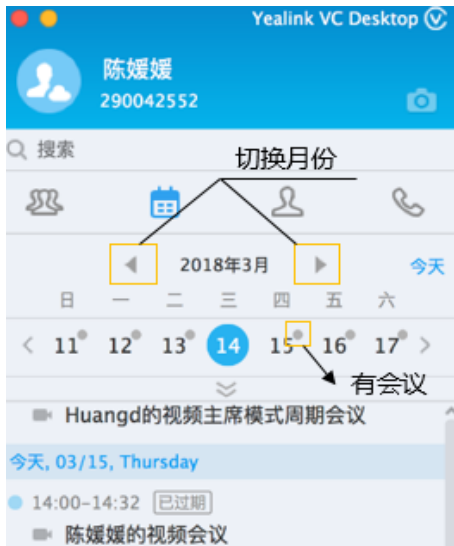 Yealink VC Desktop
陈媛媛
290042552
搜索
切换月份
2018年3月
今天
日 一 二 三 四 五 六
< 11 12 13 14 15 16 17 >
有会议
Huangd的视频主席模式周期会议
今天, 03/15, Thursday
14:00-14:32 已过期
陈媛媛的视频会议